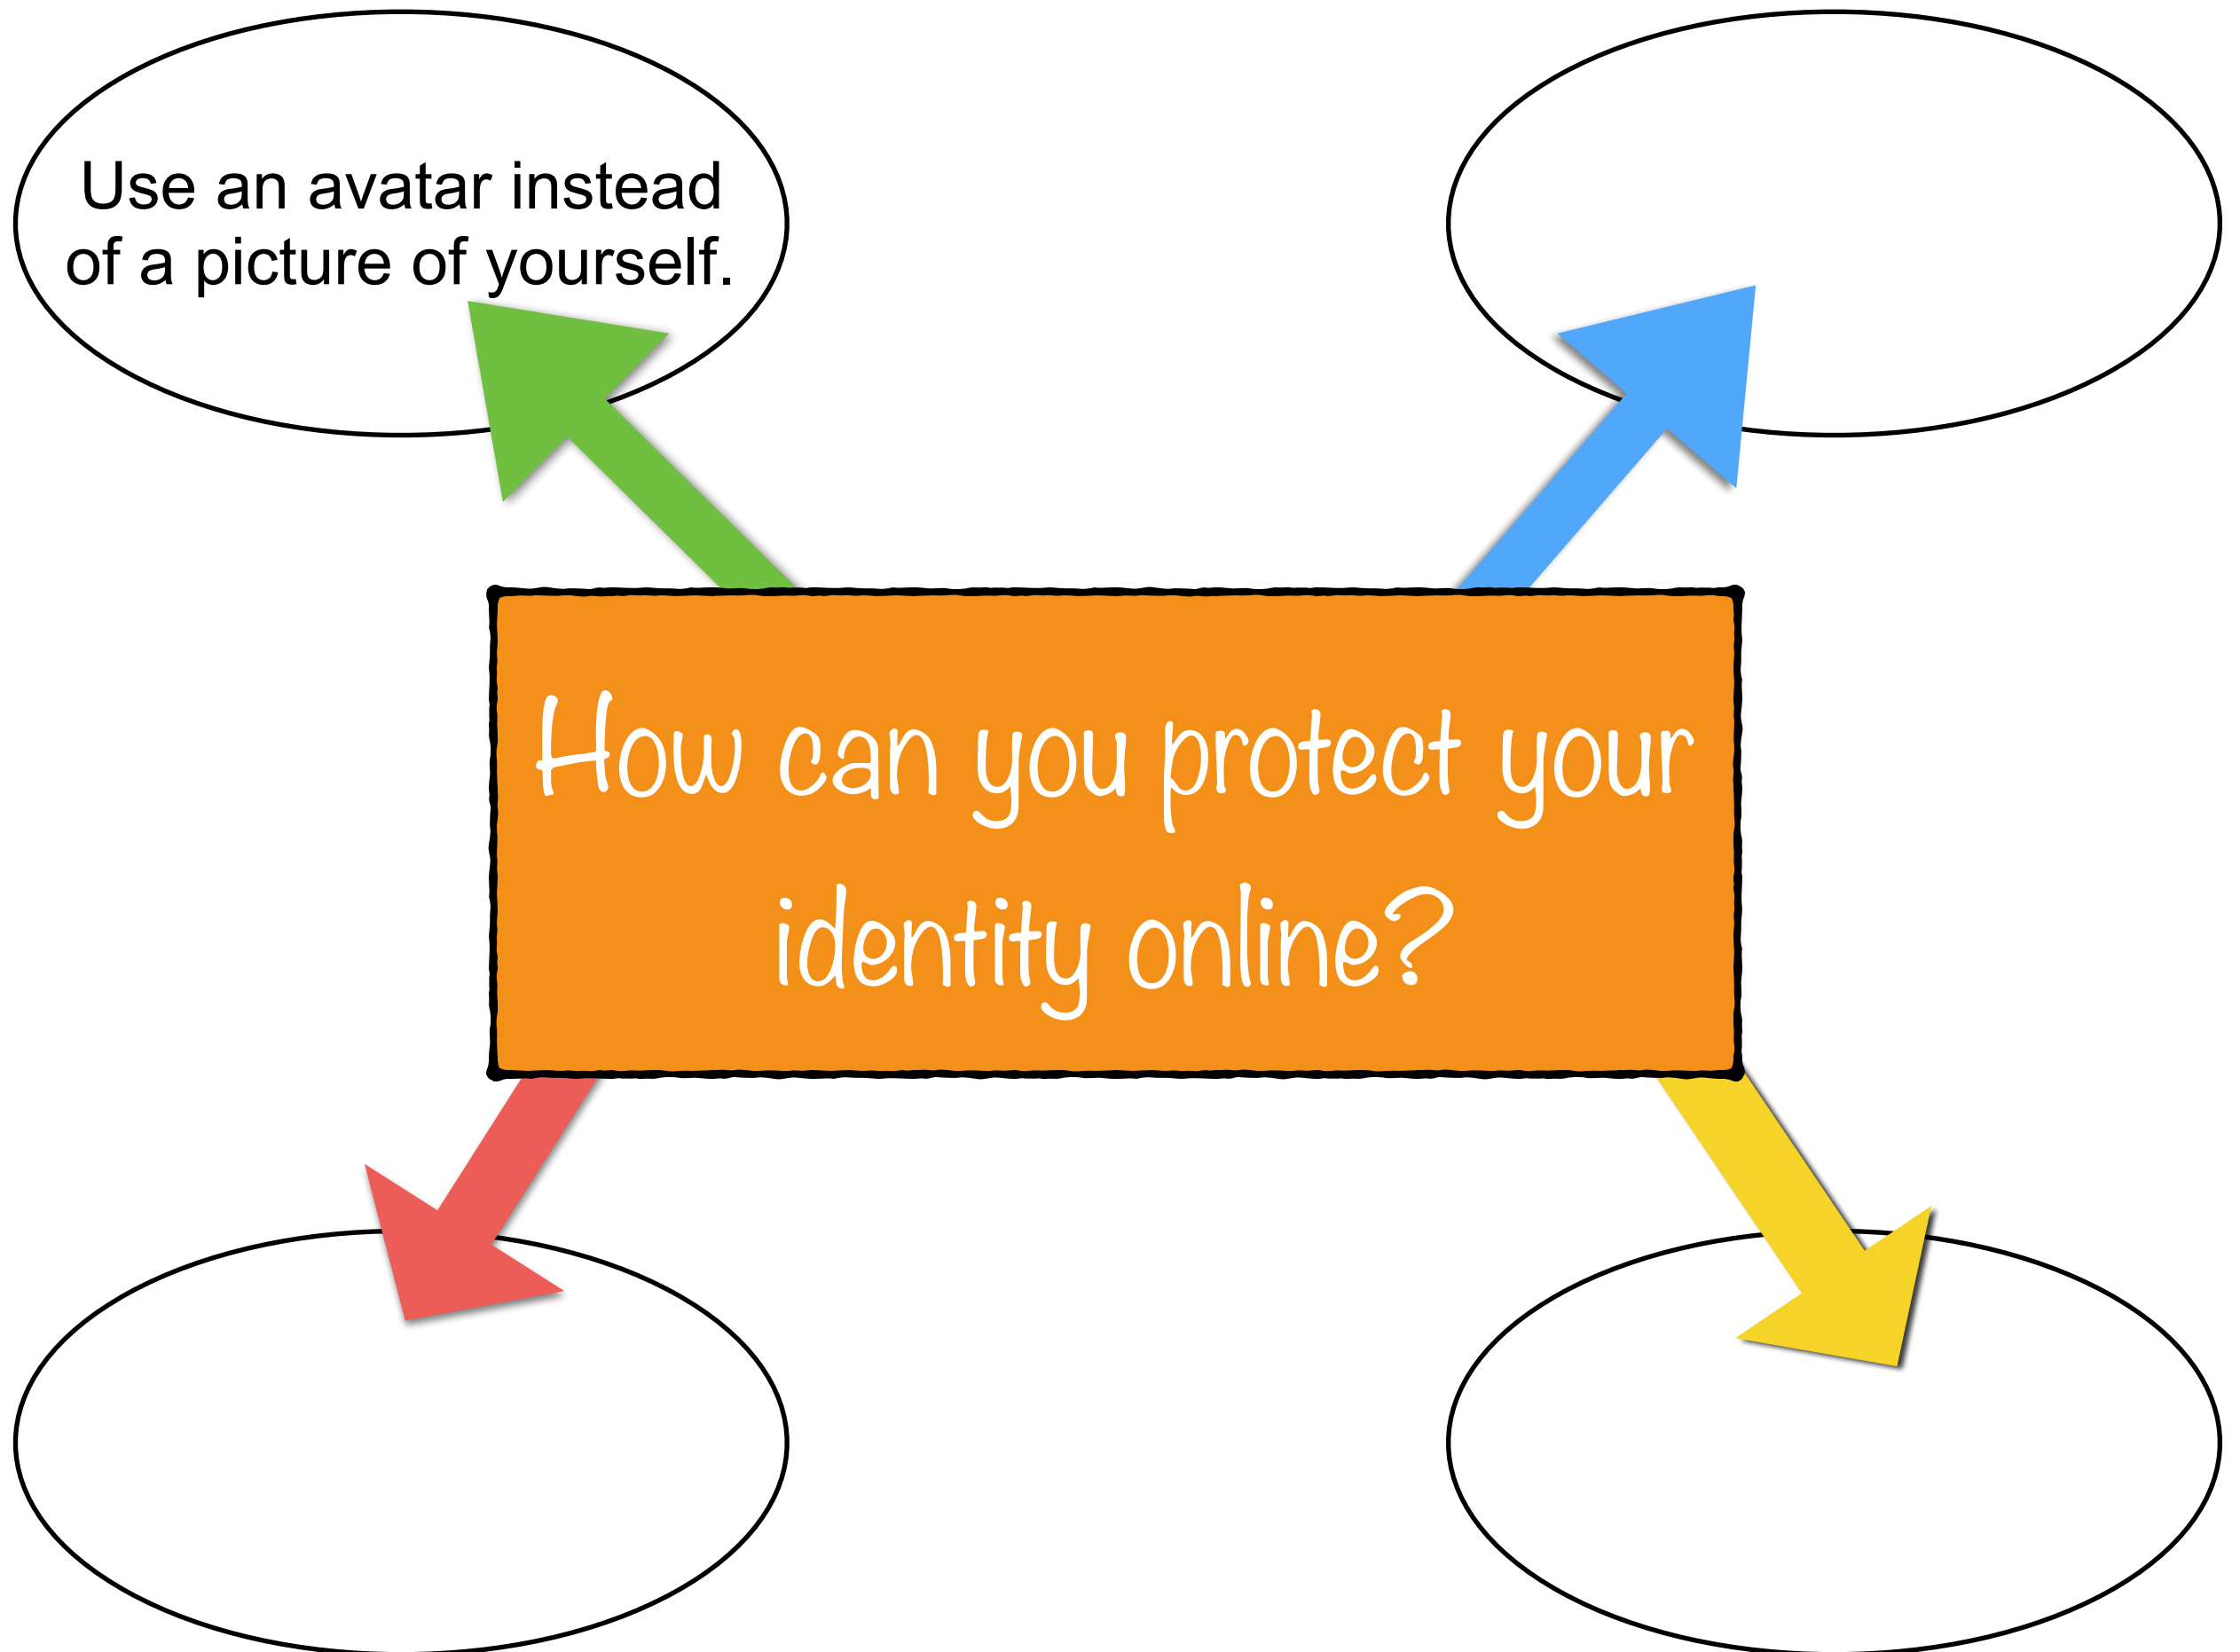 Use an avatar instead
of a picture of yourself.
How can you protect your
identity online?